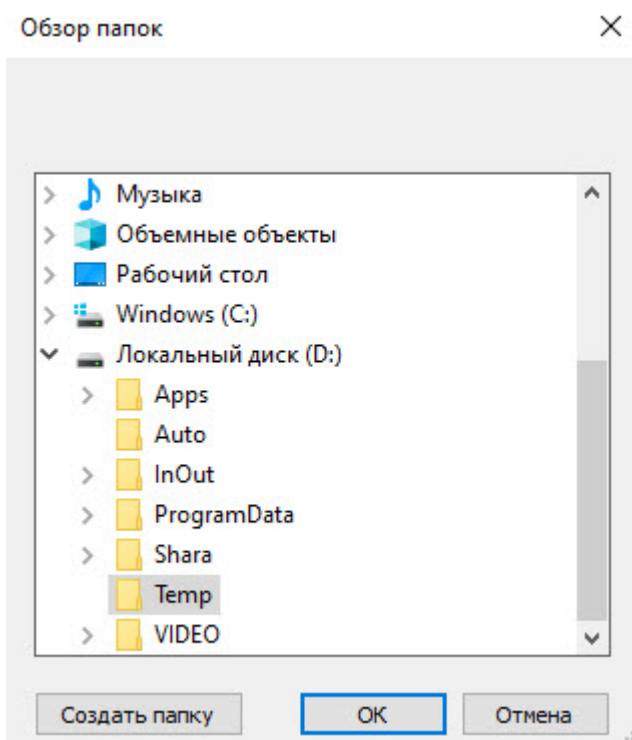 Обзор папок
Музыка
Объемные объекты
Рабочий стол
Windows (C:)
Локальный диск (D:)
Apps
Auto
InOut
ProgramData
Shara
Temp
VIDEO
Создать папку ОК Отмена